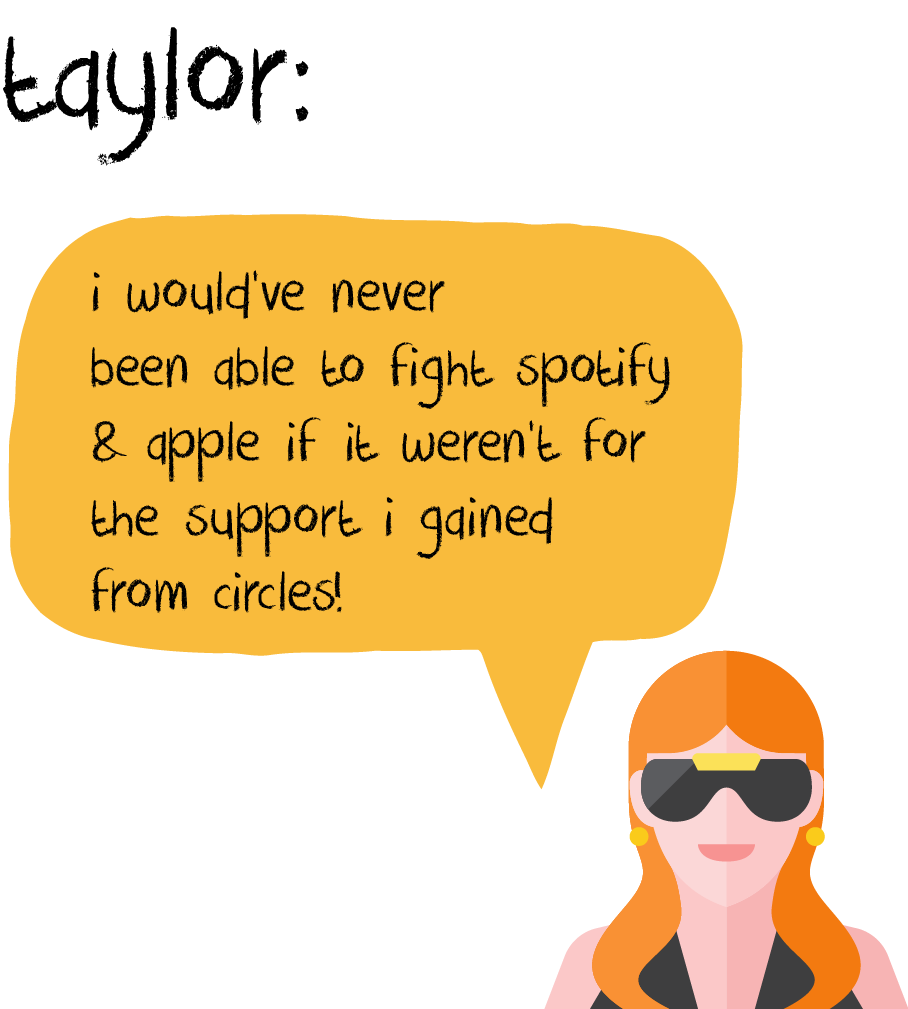 taylor:
i would've never
been able to fight spotify
& apple if it weren't for
the support i gained
from circles!